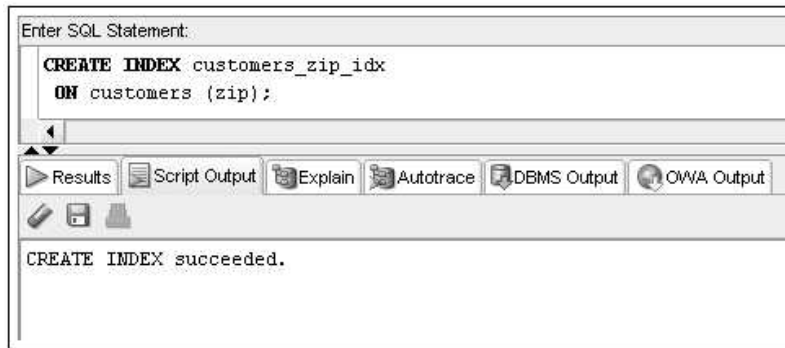 Enter SQL Statement:
CREATE INDEX customers_zip_idx
ON customers (zip);
Results Script Output Explain Autotrace DBMS Output OWA Output
CREATE INDEX succeeded.